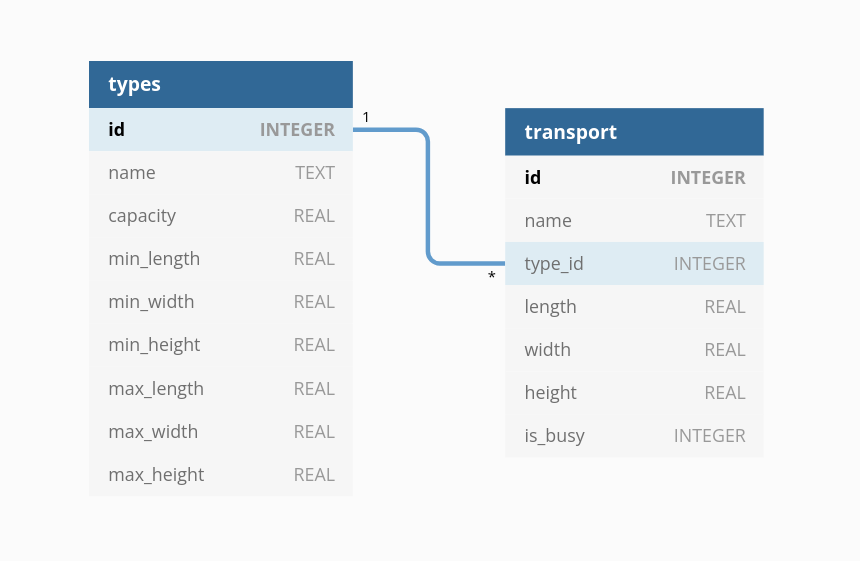 types
id INTEGER
name TEXT
capacity REAL
min_length REAL
min_width REAL
min_height REAL
max_length REAL
max_width REAL
max_height REAL
1
*
transport
id INTEGER
name TEXT
type_id INTEGER
length REAL
width REAL
height REAL
is_busy INTEGER